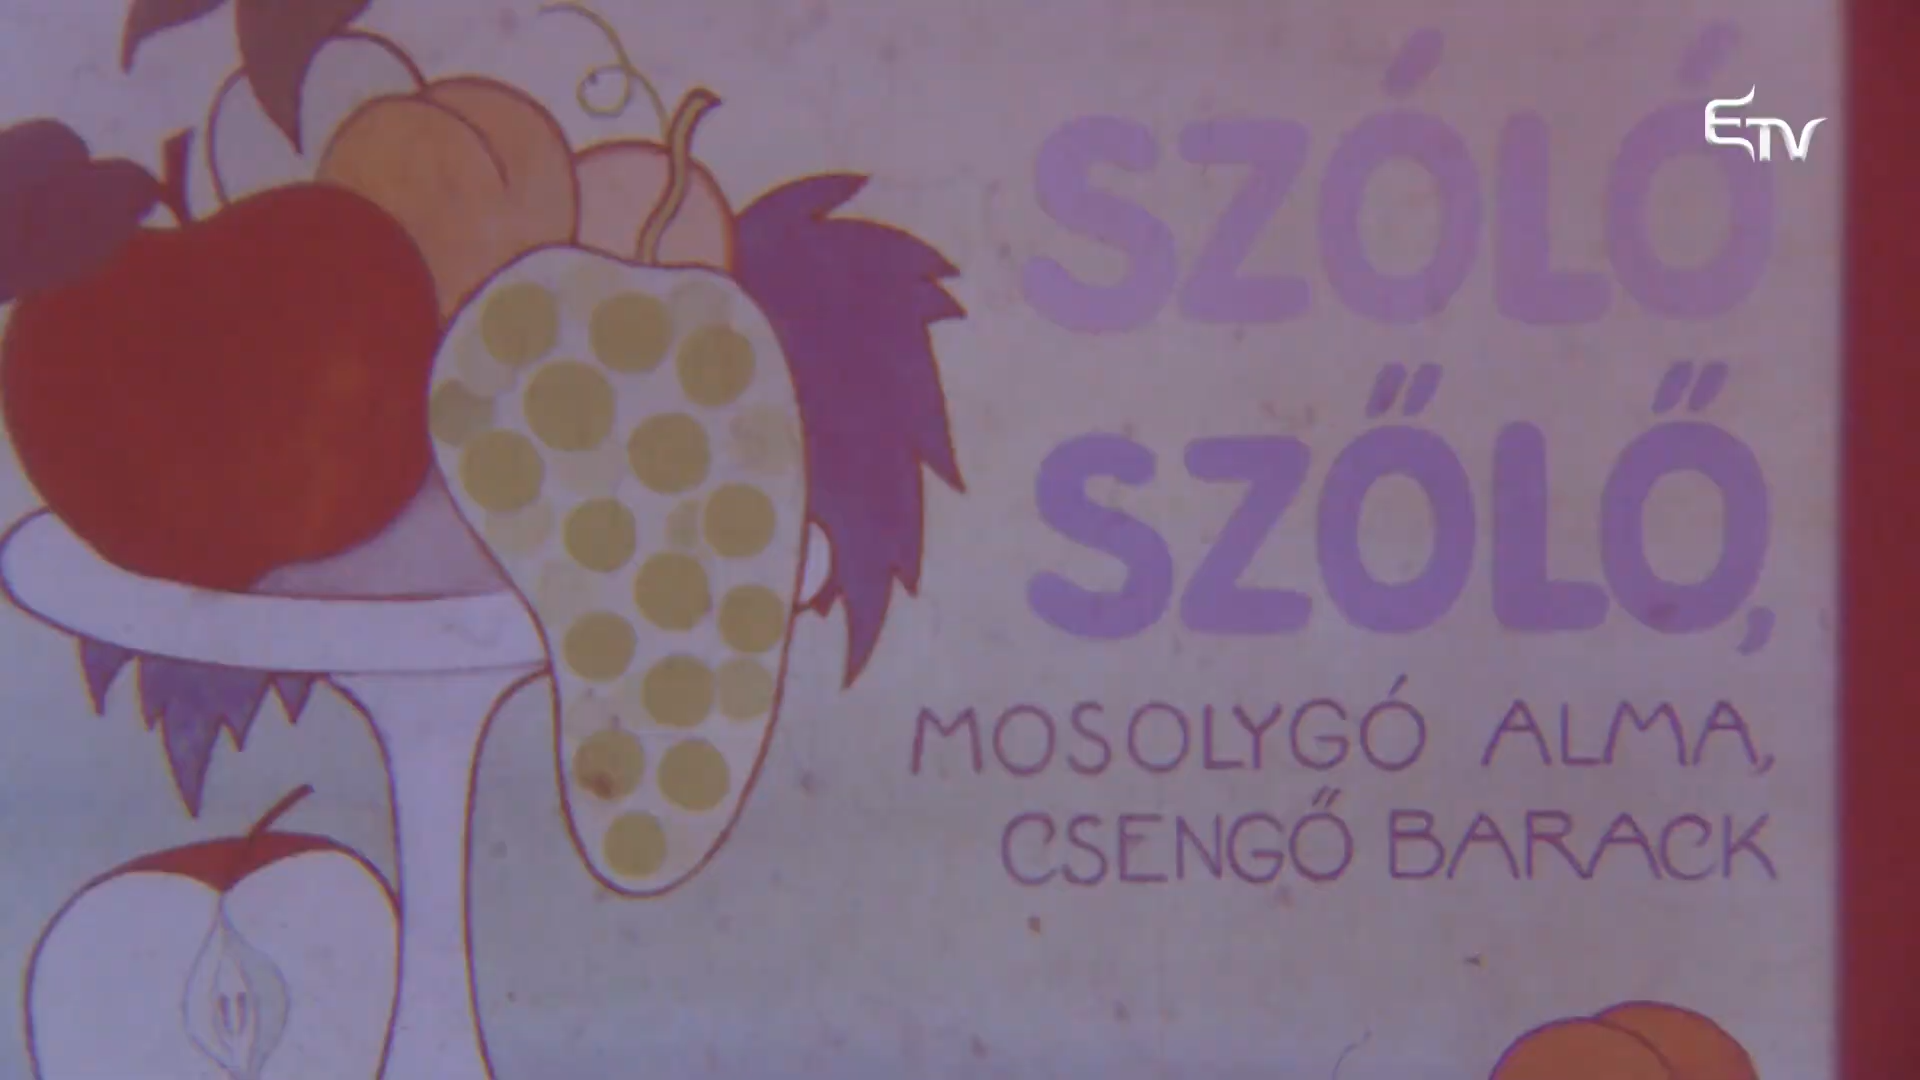 SZÓLÓ
SZŐLŐ,
MOSOLYGÓ ALMA,
CSENGŐ BARACK
ETV